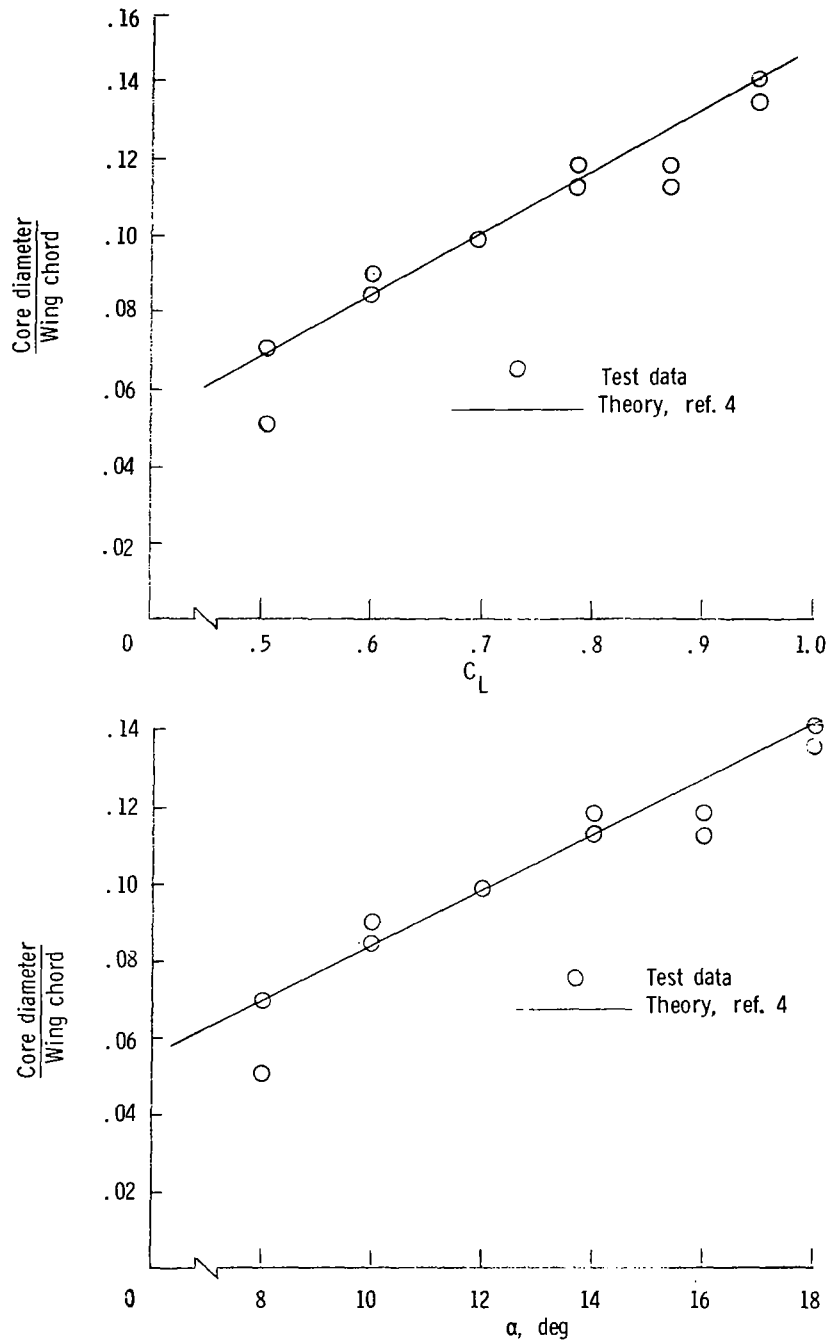 .16
.14
.12
.10
.08
.06
.04
.02
0
Core diameter
Wing chord
Test data
Theory, ref. 4
.5 .6 .7 .8 .9 1.0
C_L
.14
.12
.10
.08
.06
.04
.02
0
Core diameter
Wing chord
Test data
Theory, ref. 4
8 10 12 14 16 18
α, deg